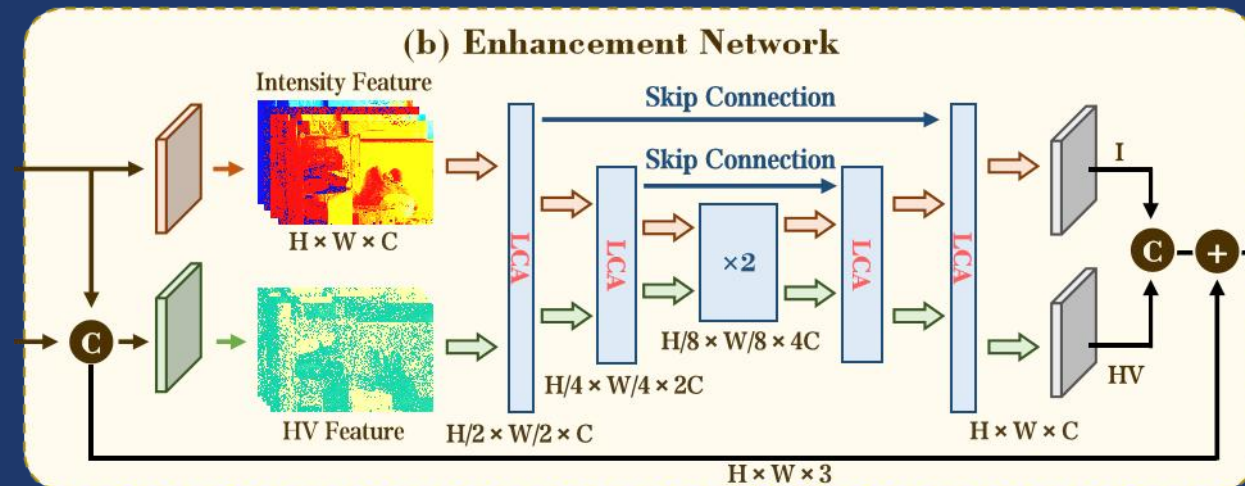 (b) Enhancement Network
Intensity Feature
Skip Connection
Skip Connection
I
H × W × C
LCA
LCA
×2
LCA
LCA
C
+
C
H/8 × W/8 × 4C
HV
H/4 × W/4 × 2C
HV Feature
H/2 × W/2 × C
H × W × C
H × W × 3